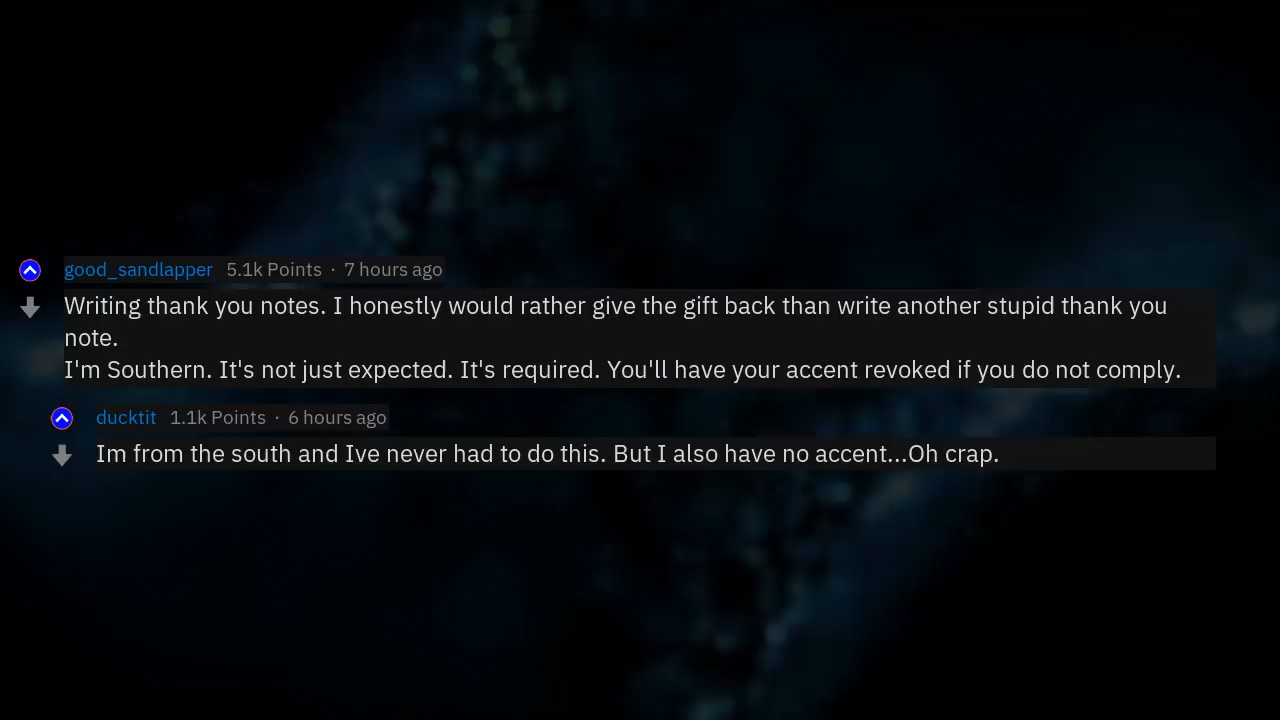 good_sandlapper 5.1k Points · 7 hours ago
Writing thank you notes. I honestly would rather give the gift back than write another stupid thank you
note.
I'm Southern. It's not just expected. It's required. You'll have your accent revoked if you do not comply.
ducktit 1.1k Points · 6 hours ago
Im from the south and Ive never had to do this. But I also have no accent...Oh crap.